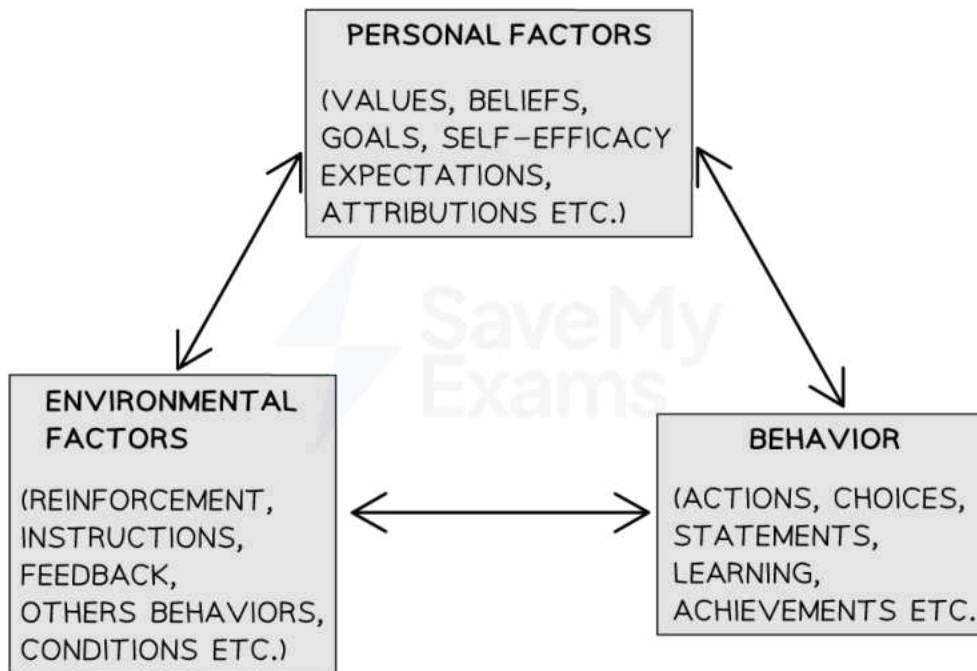 PERSONAL FACTORS
(VALUES, BELIEFS,
GOALS, SELF-EFFICACY
EXPECTATIONS,
ATTRIBUTIONS ETC.)
SaveMy
Exams
ENVIRONMENTAL
FACTORS
(REINFORCEMENT,
INSTRUCTIONS,
FEEDBACK,
OTHERS BEHAVIORS,
CONDITIONS ETC.)
BEHAVIOR
(ACTIONS, CHOICES,
STATEMENTS,
LEARNING,
ACHIEVEMENTS ETC.